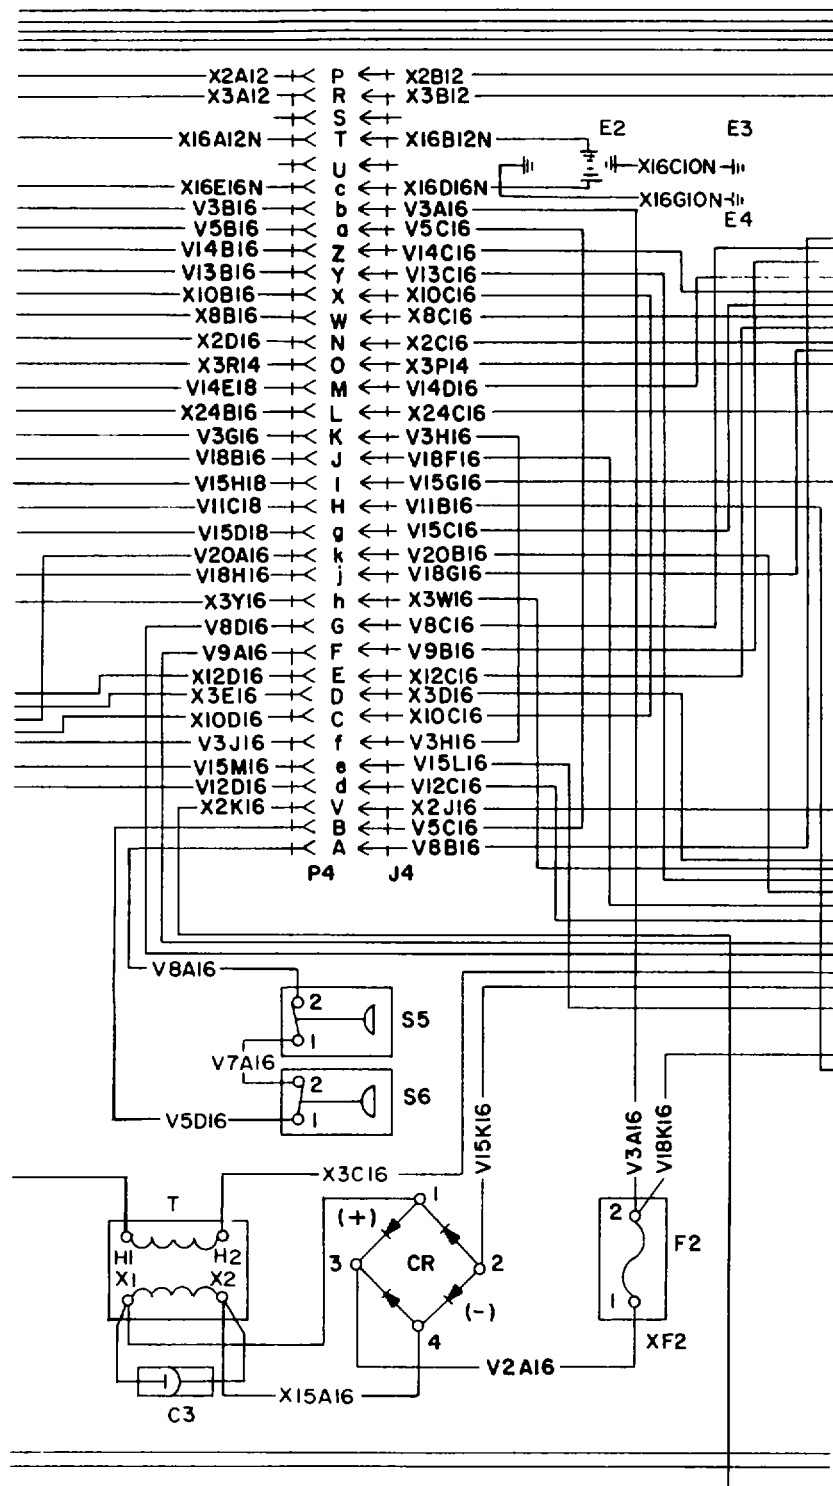 X2A12 P X2B12
X3A12 R X3B12
S
E2 E3
X16A12N T X16B12N
U X16C10N
X16E16N c X16D16N
X16G10N
V3B16 b V3A16
E4
V5B16 a V5C16
V14B16 Z V14C16
V13B16 Y V13C16
X10B16 X X10C16
X8B16 W X8C16
X2D16 N X2C16
X3R14 O X3P14
V14E18 M V14D16
X24B16 L X24C16
V3G16 K V3H16
V18B16 J V18F16
V15H18 I V15G16
V11C18 H V11B16
V15D18 g V15C16
V20A16 k V20B16
V18H16 j V18G16
X3Y16 h X3W16
V8D16 G V8C16
V9A16 F V9B16
X12D16 E X12C16
X3E16 D X3D16
X10D16 C X10C16
V3J16 f V3H16
V15M16 e V15L16
V12D16 d V12C16
X2K16 V X2J16
B V5C16
A V8B16
P4 J4
V8A16
2
S5
1
V7A16
2
S6
1
V5D16
V15K16
V3A16
V18K16
X3C16
T
1
(+)
2
F2
H1 H2
3 CR 2
X1 X2
1
(-)
4
XF2
V2A16
X15A16
C3